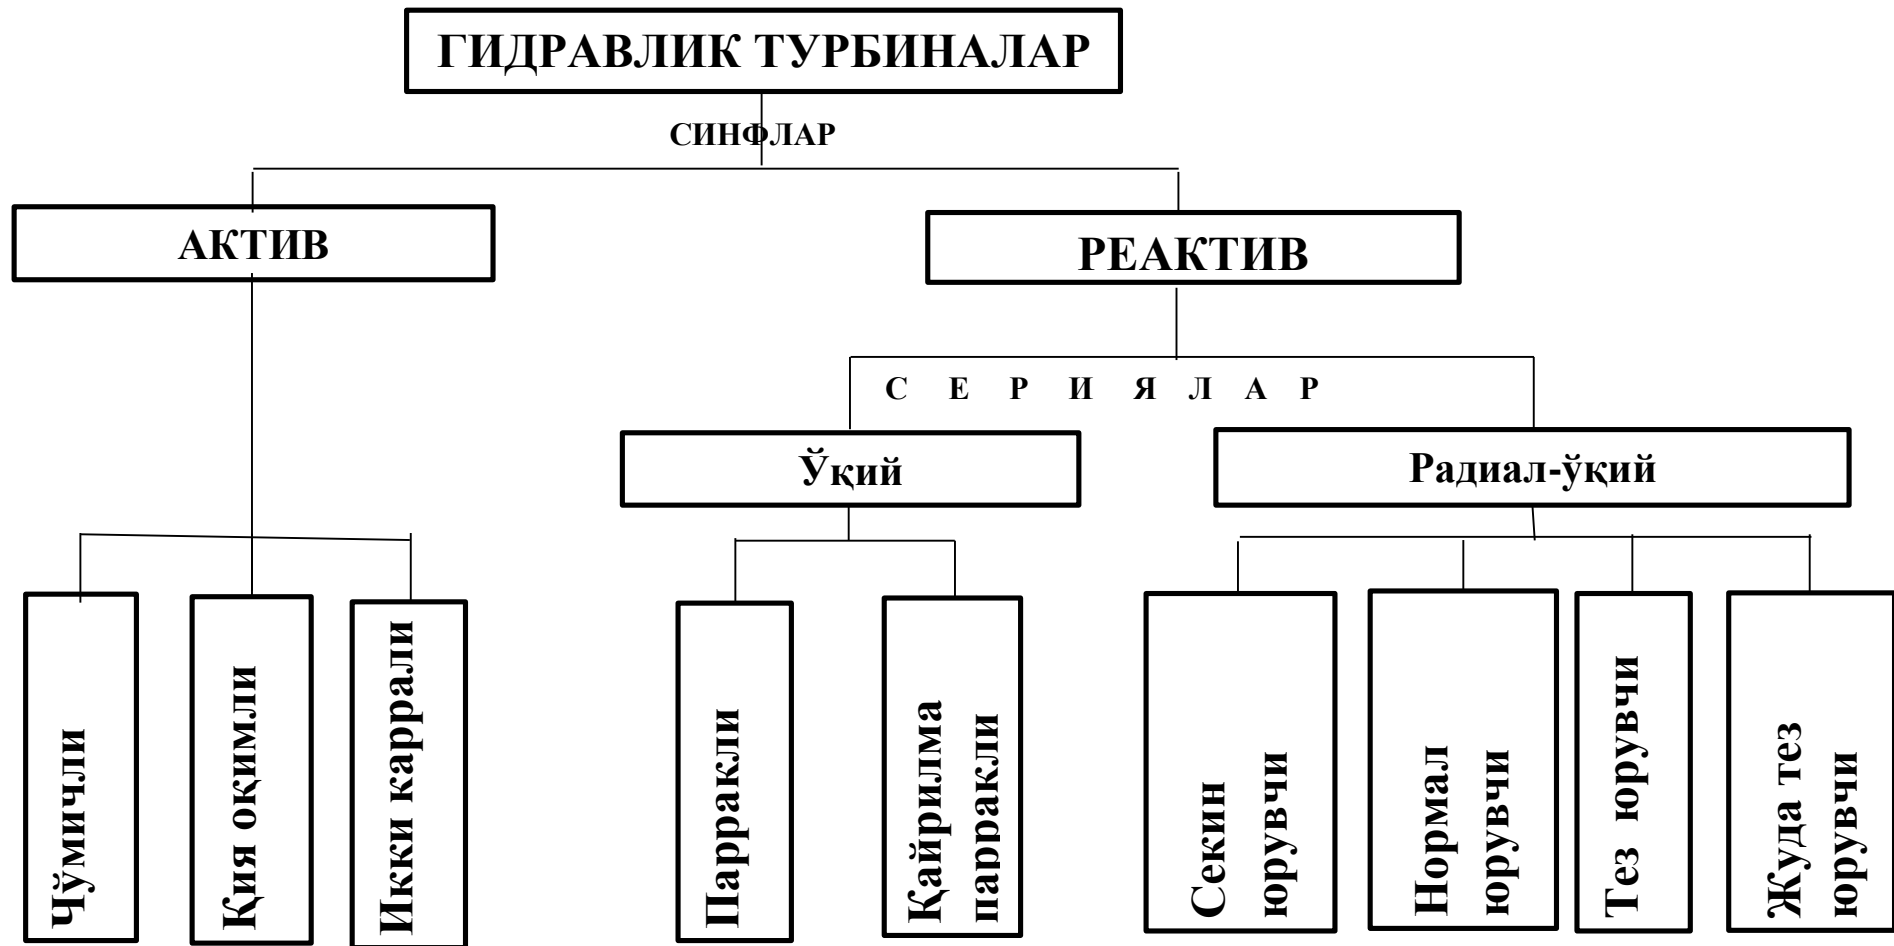 ГИДРАВЛИК ТУРБИНАЛАР
СИНФЛАР
АКТИВ
РЕАКТИВ
С Е Р И Я Л А Р
Ўқий
Радиал-ўқий
Чўмичли
Қия оқимли
Икки каррали
Парракли
Қайрилма
парракли
Секин
юрувчи
Нормал
юрувчи
Тез юрувчи
Жуда тез
юрувчи